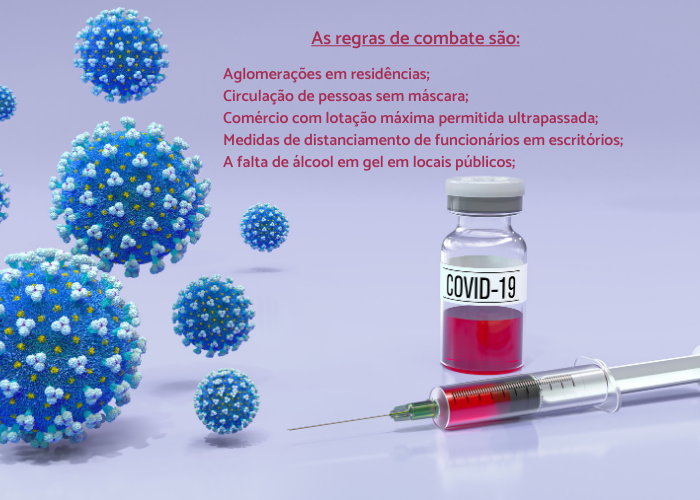 As regras de combate são:
Aglomerações em residências;
Circulação de pessoas sem máscara;
Comércio com lotação máxima permitida ultrapassada;
Medidas de distanciamento de funcionários em escritórios;
A falta de álcool em gel em locais públicos;
COVID-19